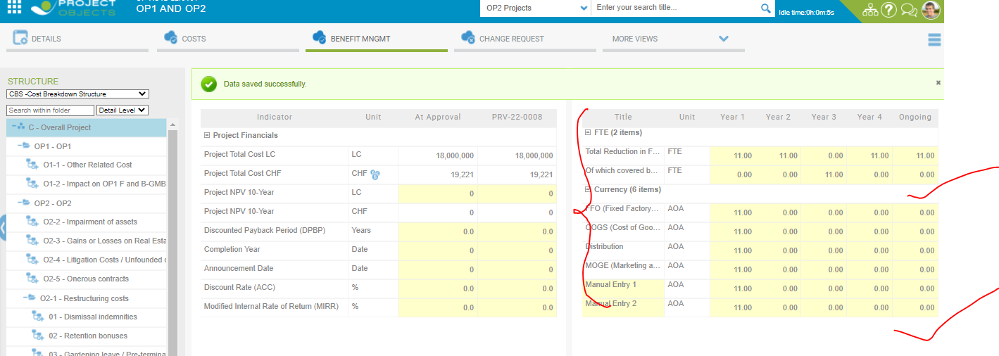 PROJECT
OBJECTS
OP1 AND OP2
OP2 Projects
Enter your search title...
Idle time:0h:0m:5s
DETAILS
COSTS
BENEFIT MNGMT
CHANGE REQUEST
MORE VIEWS
STRUCTURE
CBS -Cost Breakdown Structure
Search within folder
Detail Level
C - Overall Project
OP1 - OP1
O1-1 - Other Related Cost
O1-2 - Impact on OP1 F and B-GMB
OP2 - OP2
O2-2 - Impairment of assets
O2-3 - Gains or Losses on Real Esta
O2-4 - Litigation Costs / Unfounded
O2-5 - Onerous contracts
O2-1 - Restructuring costs
01 - Dismissal indemnities
02 - Retention bonuses
03 - Gardening leave / Pre-termina
Data saved successfully.
Indicator Unit At Approval PRV-22-0008
Project Financials
Project Total Cost LC LC 18,000,000 18,000,000
Project Total Cost CHF CHF 19,221 19,221
Project NPV 10-Year LC 0 0
Project NPV 10-Year CHF 0 0
Discounted Payback Period (DPBP) Years 0.0 0.0
Completion Year Date 0 0
Announcement Date Date 0 0
Discount Rate (ACC) % 0.0 0.0
Modified Internal Rate of Return (MIRR) % 0.0 0.0
Title Unit Year 1 Year 2 Year 3 Year 4 Ongoing
FTE (2 items)
Total Reduction in F... FTE 11.00 11.00 0.00 11.00 11.00
Of which covered b... FTE 0.00 0.00 11.00 0.00 0.00
Currency (6 items)
FFO (Fixed Factory... AOA 11.00 0.00 0.00 0.00 0.00
COGS (Cost of Goo... AOA 11.00 0.00 0.00 0.00 0.00
Distribution AOA 11.00 0.00 0.00 0.00 0.00
MOGE (Marketing a... AOA 11.00 0.00 0.00 0.00 0.00
Manual Entry 1 AOA 11.00 0.00 0.00 0.00 0.00
Manual Entry 2 AOA 11.00 0.00 0.00 0.00 0.00